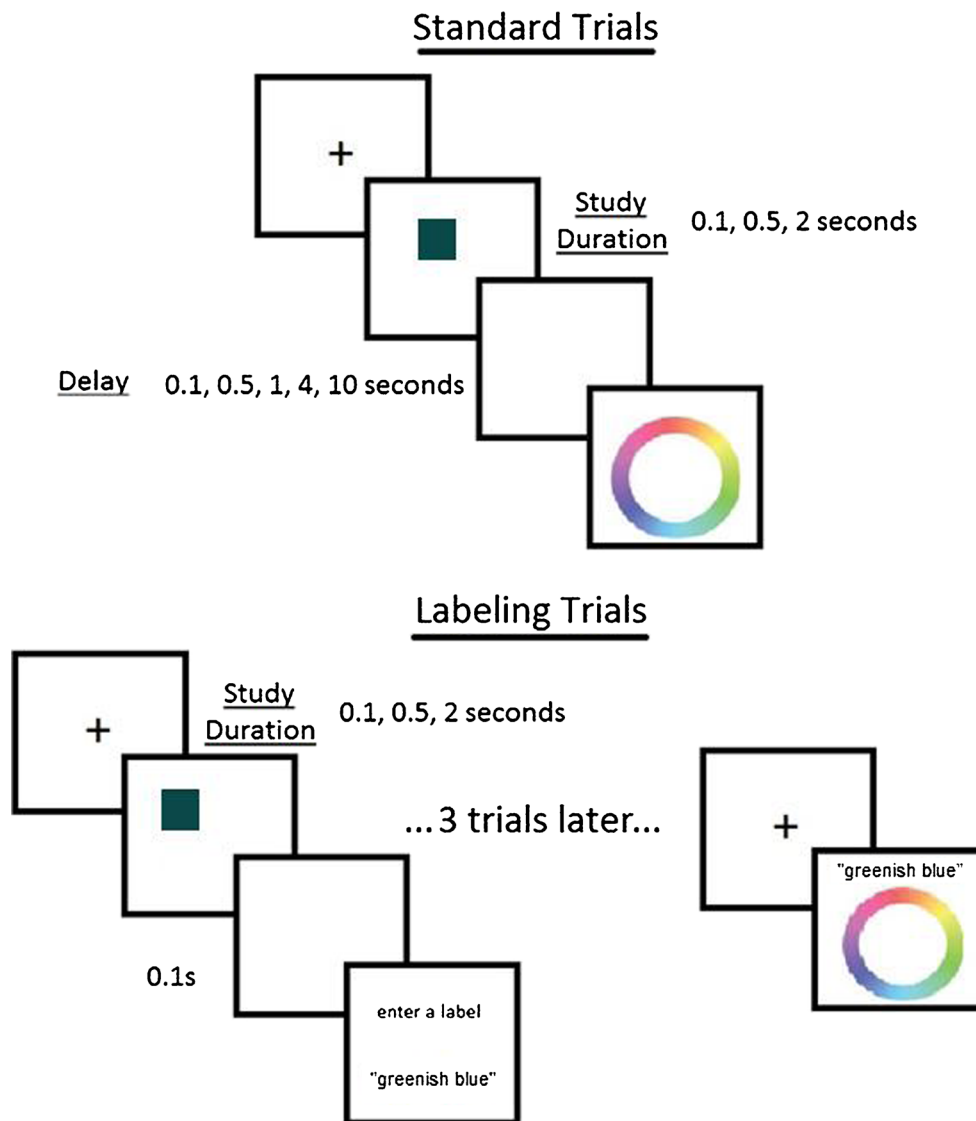 Standard Trials
+
Study
Duration
0.1, 0.5, 2 seconds
Delay
0.1, 0.5, 1, 4, 10 seconds
Labeling Trials
+
Study
Duration
0.1, 0.5, 2 seconds
...3 trials later...
+
"greenish blue"
0.1s
enter a label
"greenish blue"